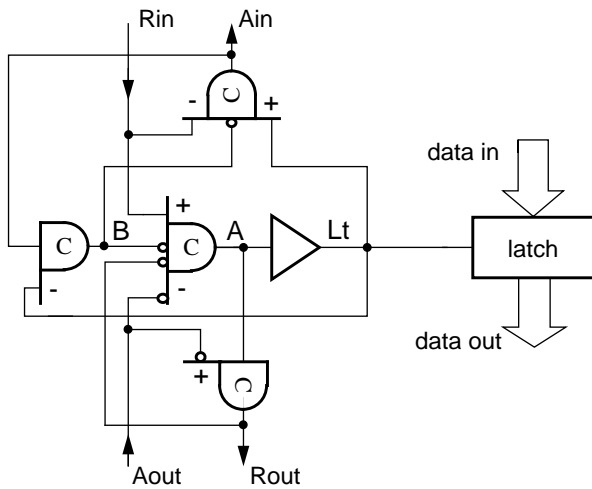 Rin
Ain
C
-
+
data in
B
+
A
Lt
C
C
latch
-
-
data out
+
C
Aout
Rout